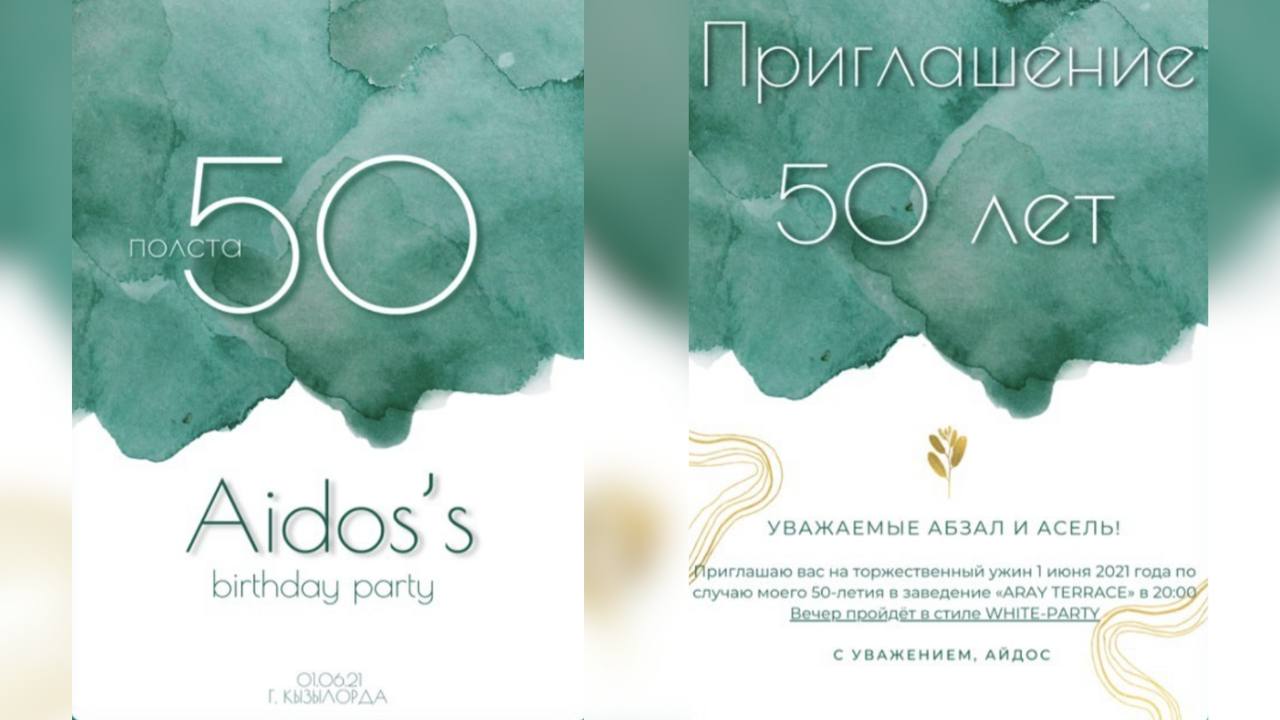 50
полста
Aidos's
birthday party
01.06.21
Г. КЫЗЫЛОРДА
Приглашение
50 лет
УВАЖАЕМЫЕ АБЗАЛ И АСЕЛЬ!
Приглашаю вас на торжественный ужин 1 июня 2021 года по
случаю моего 50-летия в заведение «ARAY TERRACE» в 20:00
Вечер пройдёт в стиле WHITE-PARTY
С УВАЖЕНИЕМ, АЙДОС